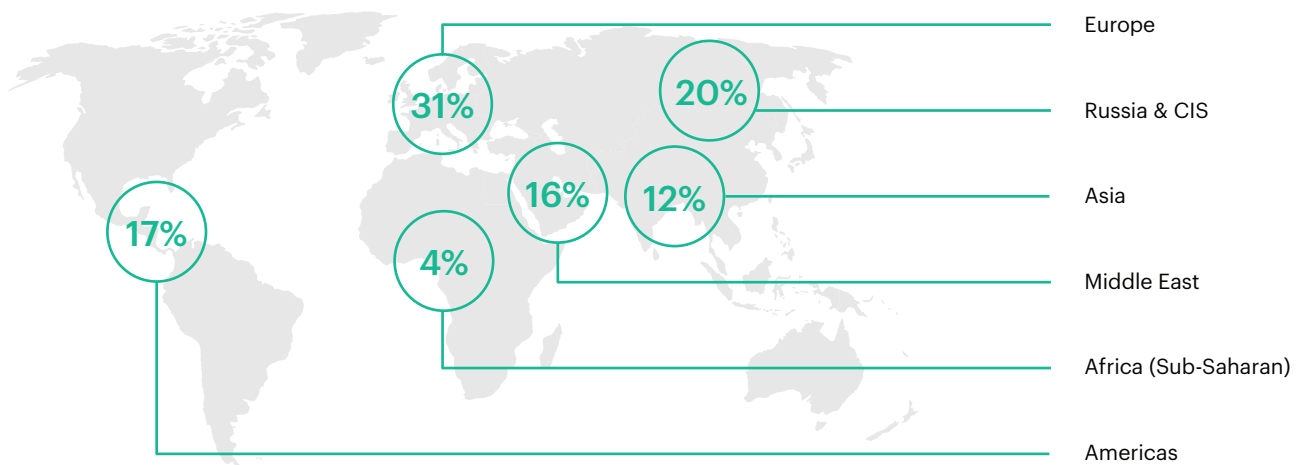 Europe
31%
20%
Russia & CIS
16%
12%
Asia
17%
4%
Middle East
Africa (Sub-Saharan)
Americas